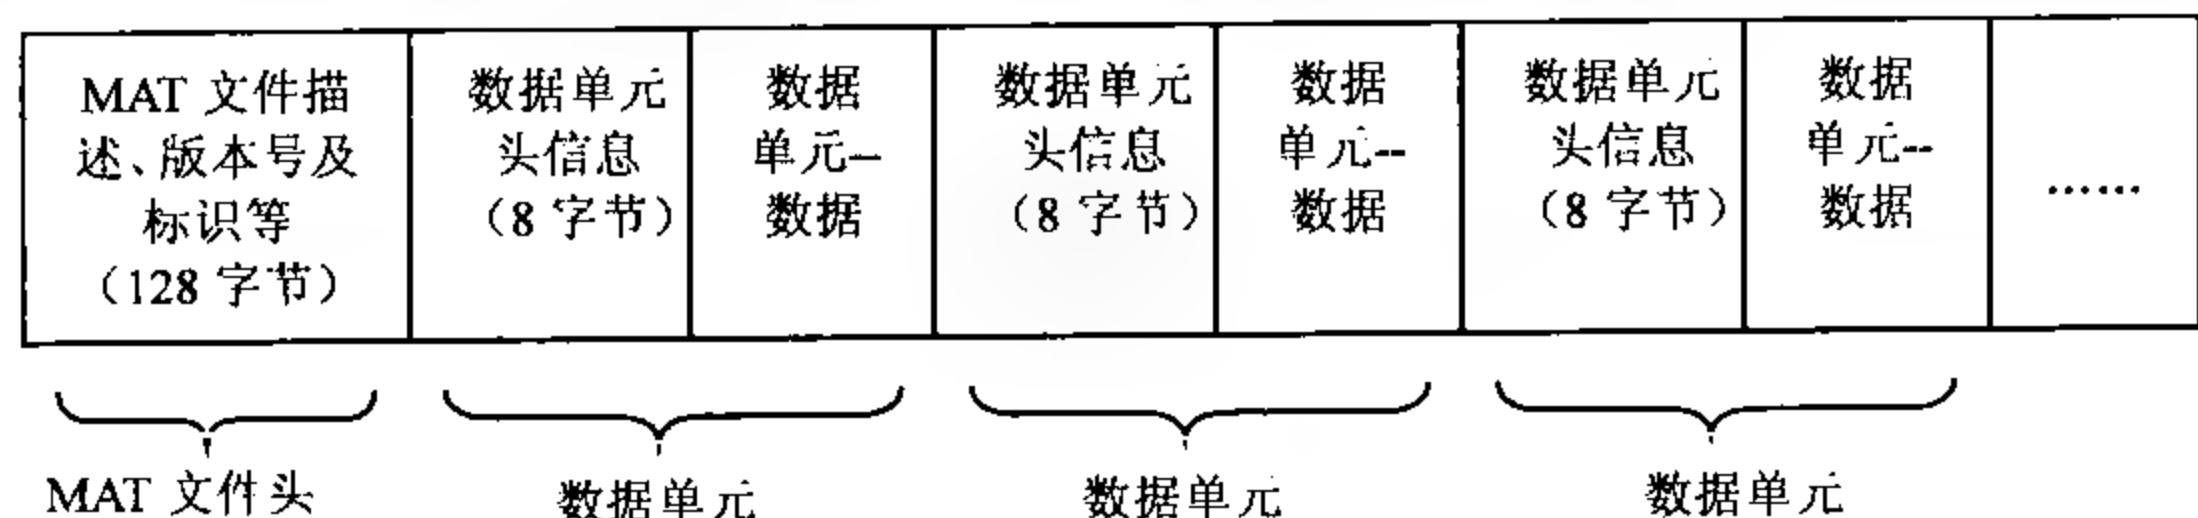 MAT 文件描
述、版本号及
标识等
（128 字节）
数据单元
头信息
（8 字节）
数据
单元--
数据
数据单元
头信息
（8 字节）
数据
单元--
数据
数据单元
头信息
（8 字节）
数据
单元--
数据
······
MAT 文件头
数据单元
数据单元
数据单元